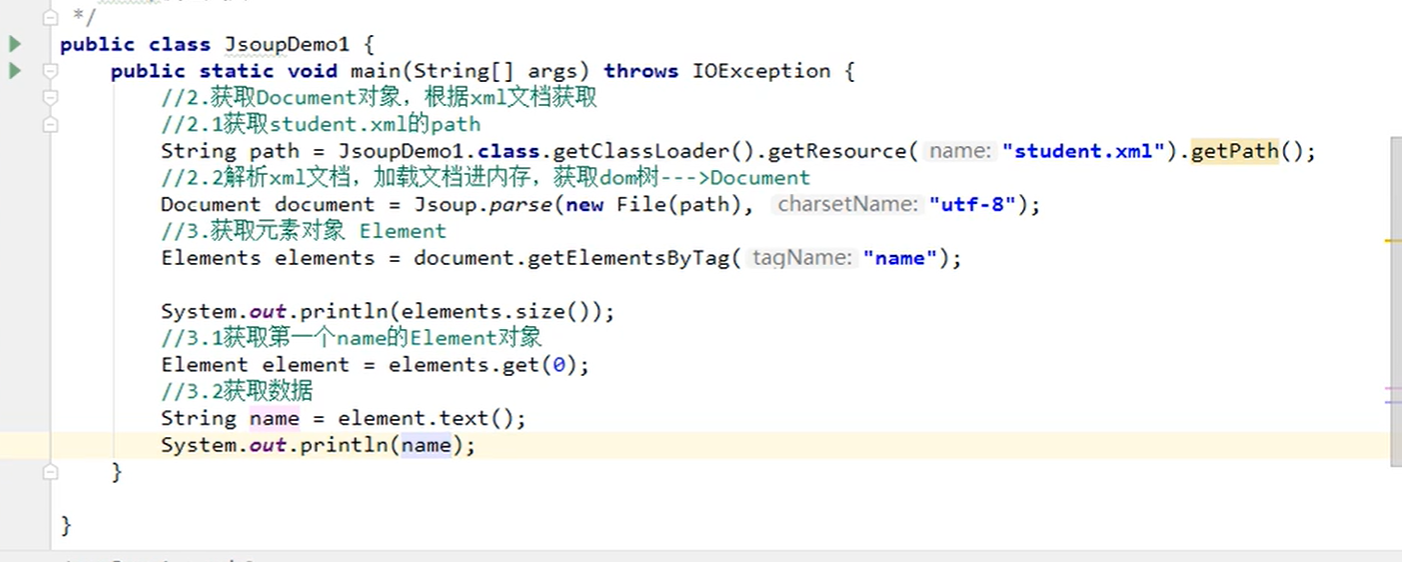 */
public class JsoupDemo1 {
public static void main(String[] args) throws IOException {
//2.获取Document对象，根据xml文档获取
//2.1获取student.xml的path
String path = JsoupDemo1.class.getClassLoader().getResource( name: "student.xml").getPath();
//2.2解析xml文档，加载文档进内存，获取dom树--->Document
Document document = Jsoup.parse(new File(path), charsetName: "utf-8");
//3.获取元素对象 Element
Elements elements = document.getElementsByTag( tagName: "name");
System.out.println(elements.size());
//3.1获取第一个name的Element对象
Element element = elements.get(0);
//3.2获取数据
String name = element.text();
System.out.println(name);
}
}